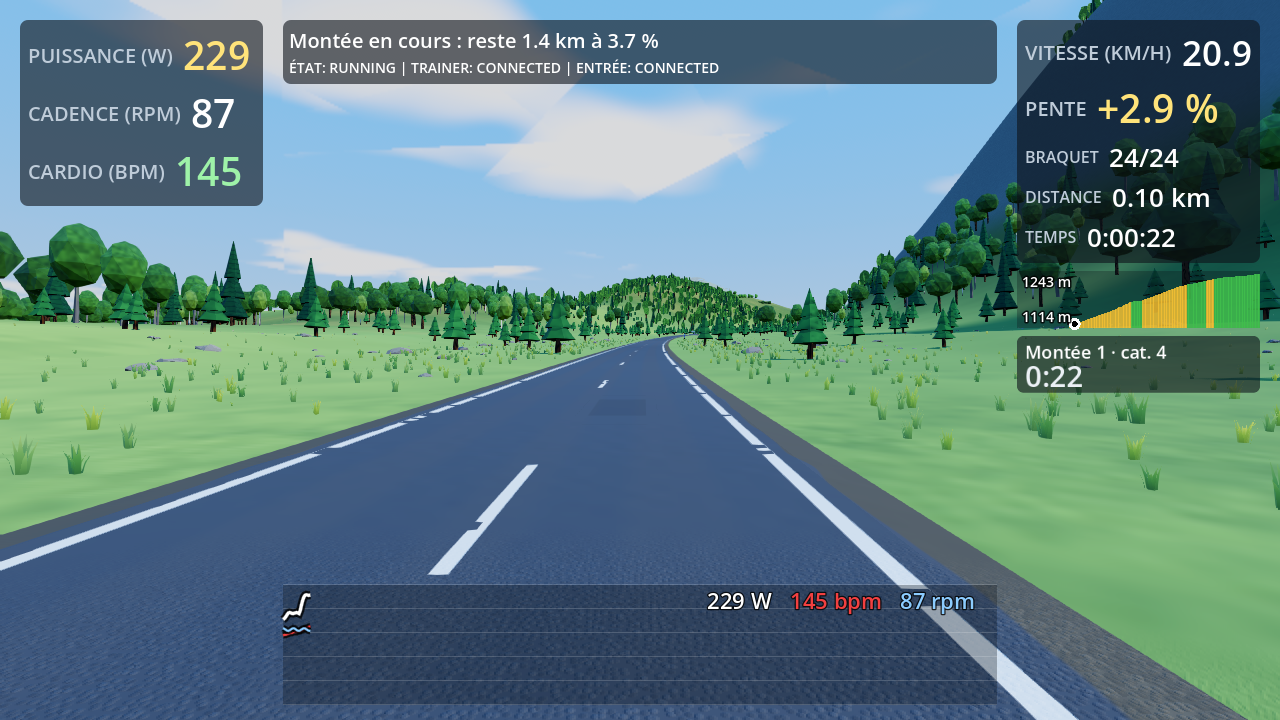 PUISSANCE (W) 229
CADENCE (RPM) 87
CARDIO (BPM) 145
Montée en cours : reste 1.4 km à 3.7 %
ÉTAT: RUNNING | TRAINER: CONNECTED | ENTRÉE: CONNECTED
VITESSE (KM/H) 20.9
PENTE +2.9 %
BRAQUET 24/24
DISTANCE 0.10 km
TEMPS 0:00:22
1243 m
1114 m
Montée 1 · cat. 4
0:22
229 W 145 bpm 87 rpm